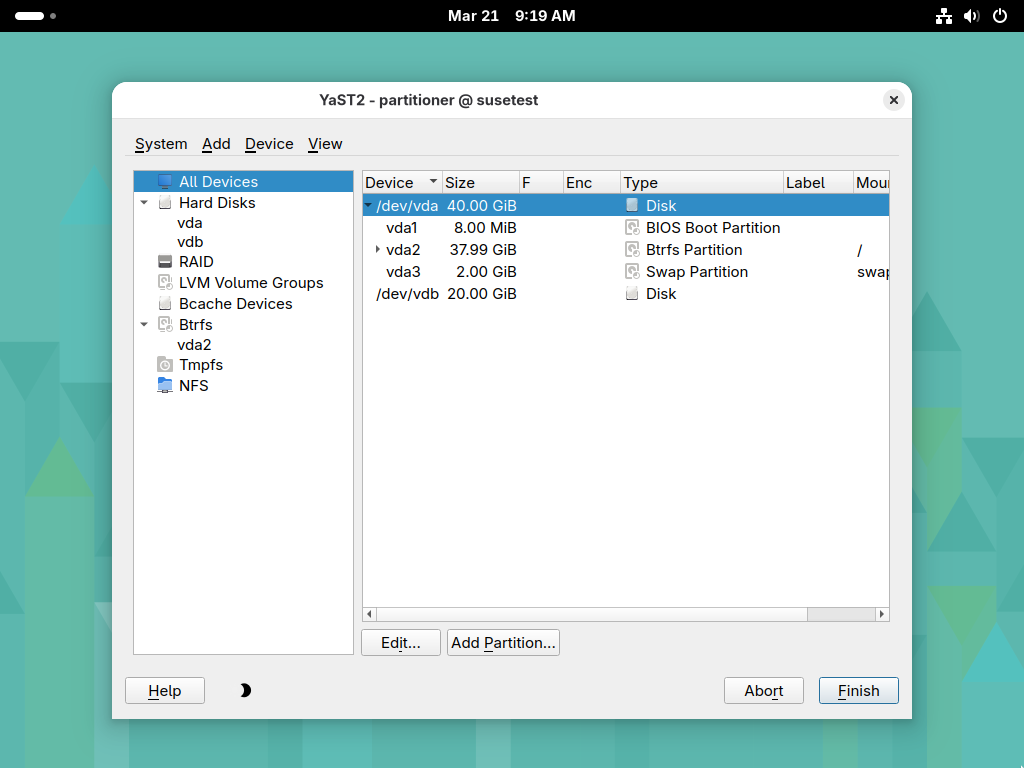 Mar 21 9:19 AM
YaST2 - partitioner @ susetest
System Add Device View
All Devices
Hard Disks
vda
vdb
RAID
LVM Volume Groups
Bcache Devices
Btrfs
vda2
Tmpfs
NFS
Device Size F Enc Type Label Moun
/dev/vda 40.00 GiB Disk
vda1 8.00 MiB BIOS Boot Partition
vda2 37.99 GiB Btrfs Partition /
vda3 2.00 GiB Swap Partition swap
/dev/vdb 20.00 GiB Disk
Edit... Add Partition...
Help Abort Finish